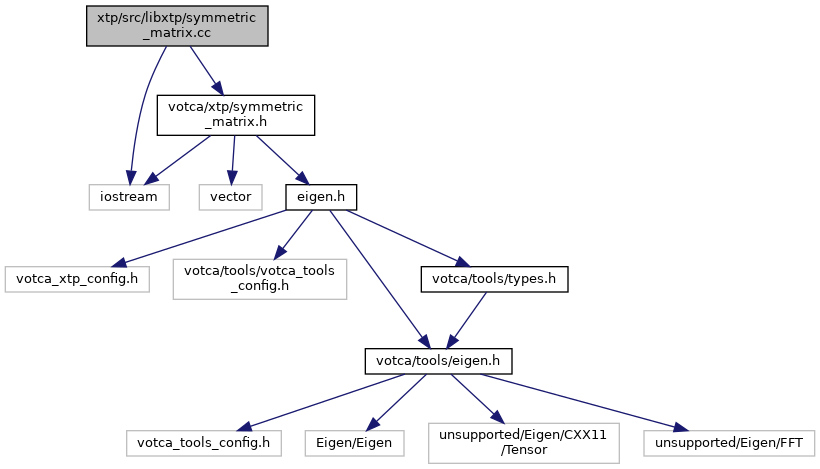 xtp/src/libxtp/symmetric
_matrix.cc
votca/xtp/symmetric
_matrix.h
iostream
vector
eigen.h
votca_xtp_config.h
votca/tools/votca_tools
_config.h
votca/tools/types.h
votca/tools/eigen.h
votca_tools_config.h
Eigen/Eigen
unsupported/Eigen/CXX11
/Tensor
unsupported/Eigen/FFT